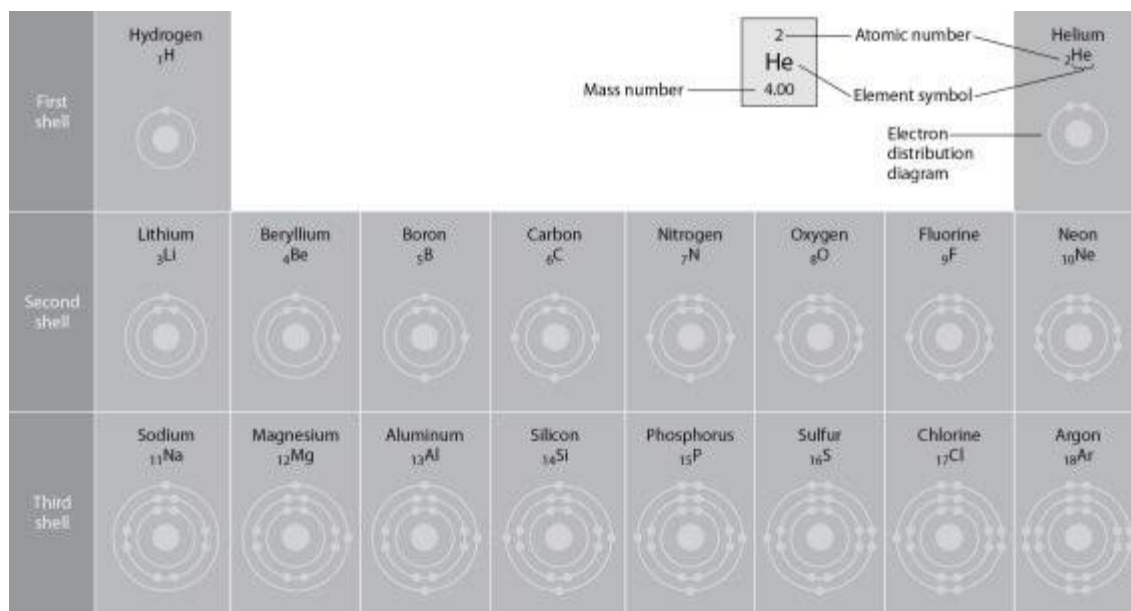 First
shell
Hydrogen
₁H
2
He
4.00
Mass number
Atomic number
Element symbol
Electron
distribution
diagram
Helium
₂He
Second
shell
Lithium
₃Li
Beryllium
₄Be
Boron
₅B
Carbon
₆C
Nitrogen
₇N
Oxygen
₈O
Fluorine
₉F
Neon
₁₀Ne
Third
shell
Sodium
₁₁Na
Magnesium
₁₂Mg
Aluminum
₁₃Al
Silicon
₁₄Si
Phosphorus
₁₅P
Sulfur
₁₆S
Chlorine
₁₇Cl
Argon
₁₈Ar